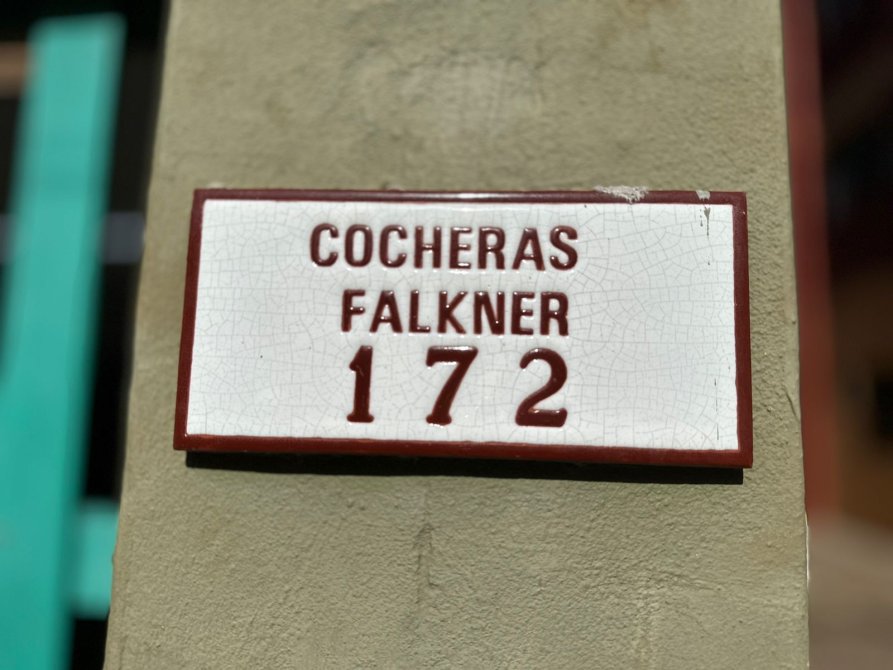 COCHERAS
FALKNER
172